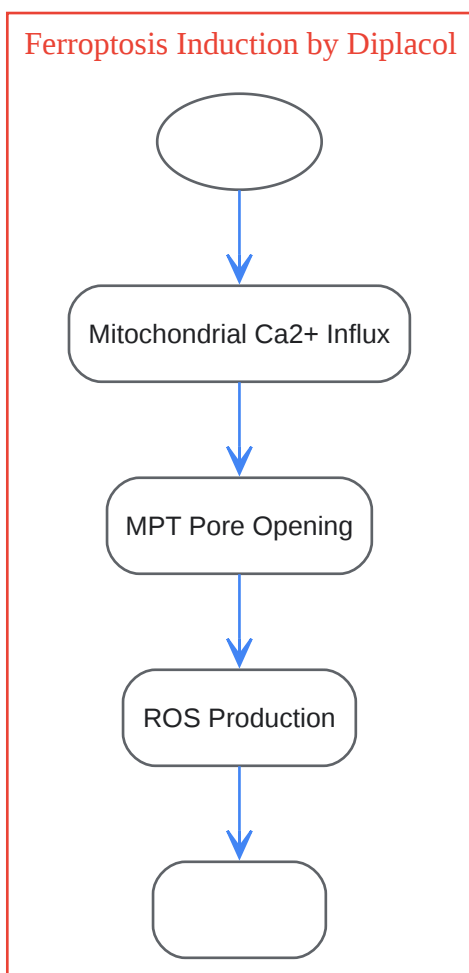 Ferroptosis Induction by Diplacol
Mitochondrial Ca2+ Influx
MPT Pore Opening
ROS Production